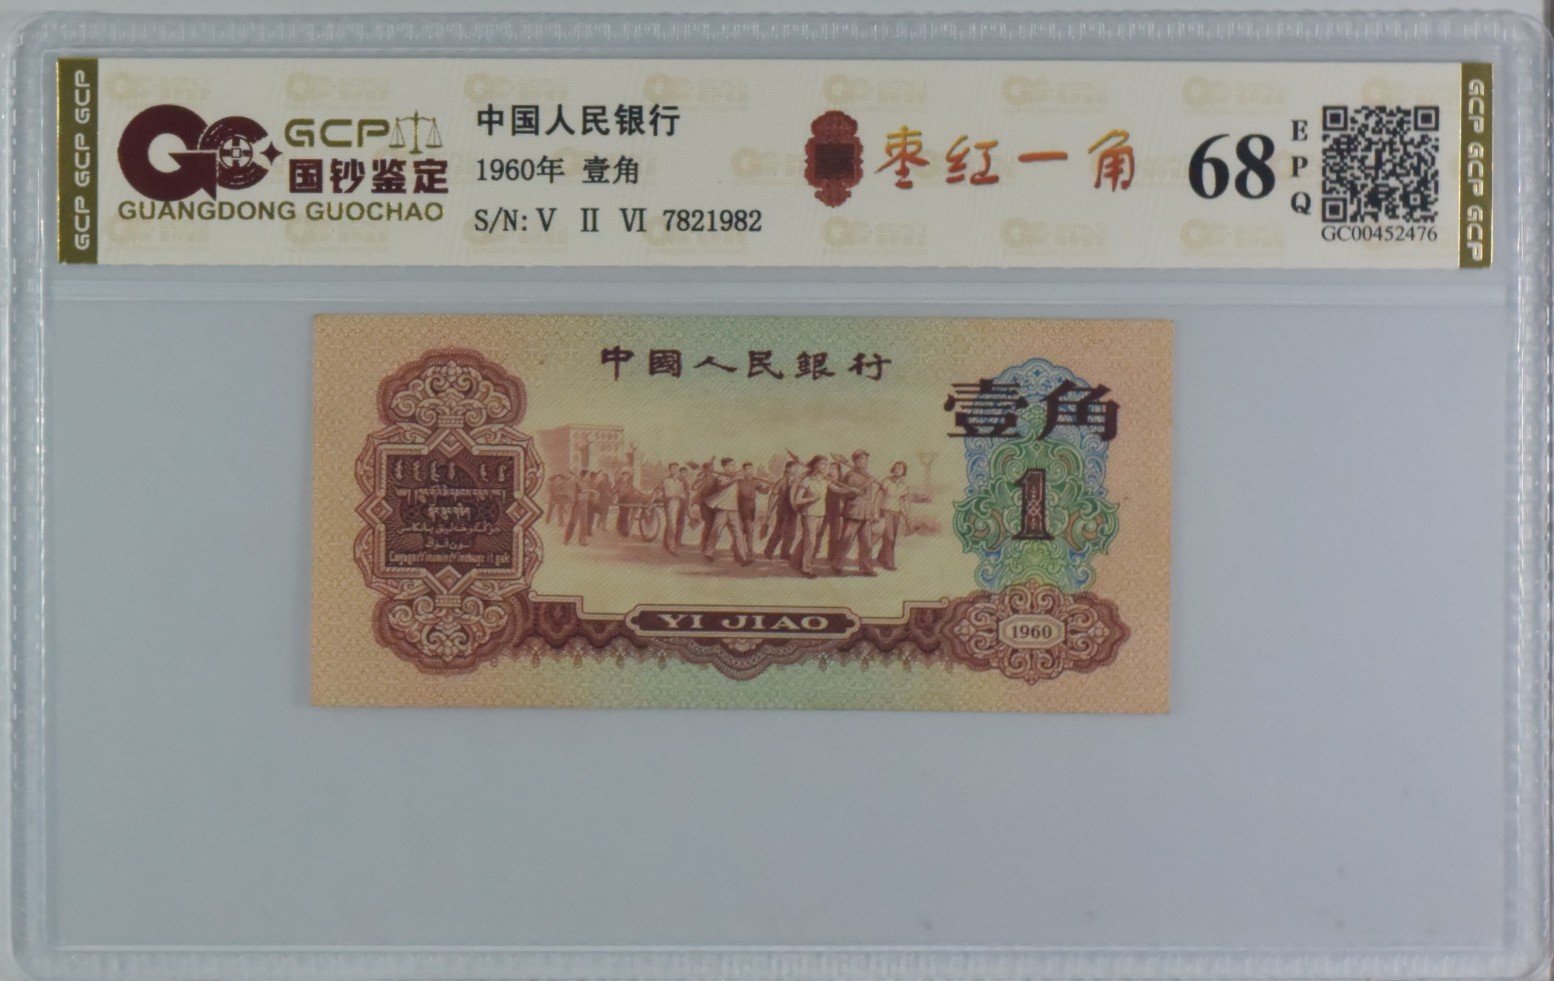 GCP GCP GCP
GCP
国钞鉴定
GUANGDONG GUOCHAO
中国人民银行
1960年 壹角
S/N: V II VI 7821982
枣红一角
68
E
P
Q
GC00452476
GCP GCP GCP
中國人民銀行
壹角
1
YI JIAO
1960